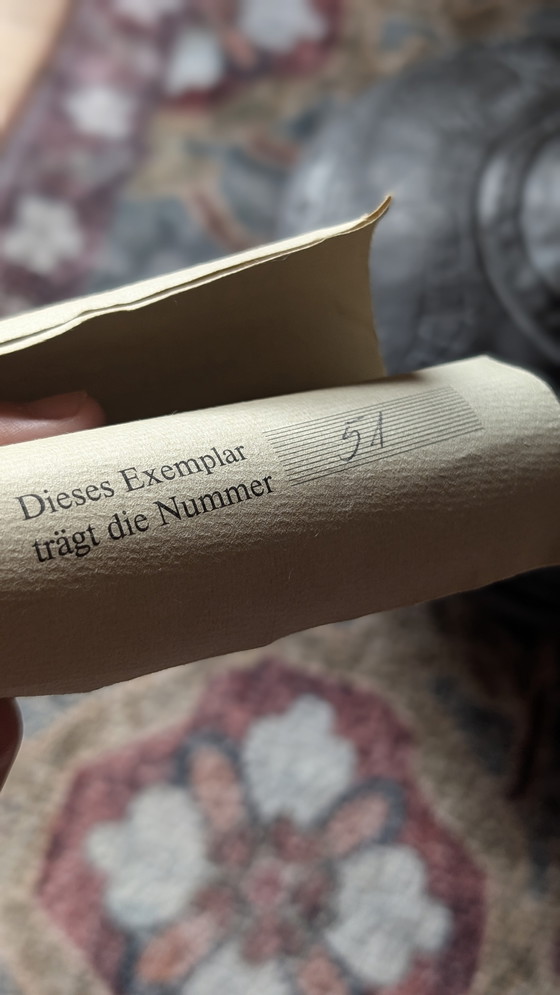 Dieses Exemplar
trägt die Nummer 51